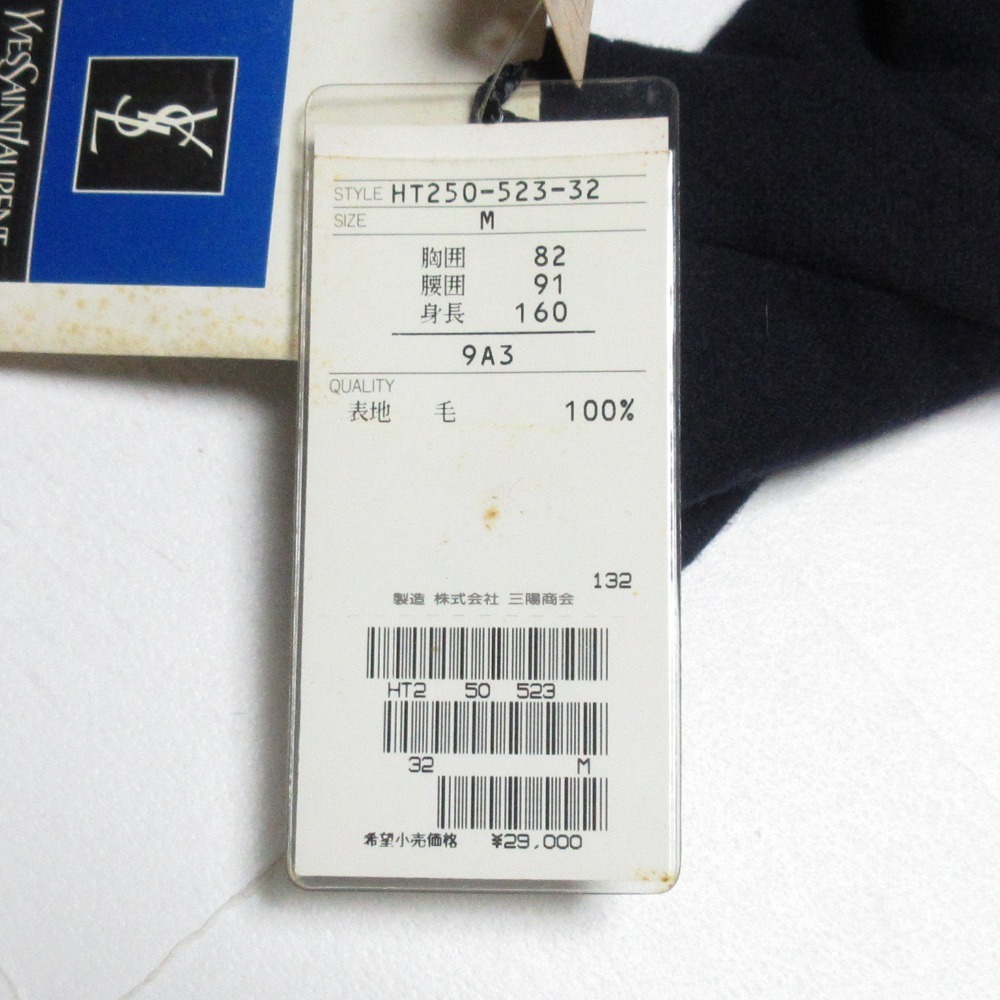 YVES SAINT LAURENT
YSL
STYLE HT250-523-32
SIZE M
胸囲 82
腰囲 91
身長 160
9A3
QUALITY
表地 毛 100%
132
製造 株式会社 三陽商会
HT2 50 523
32 M
希望小売価格 ¥29,000